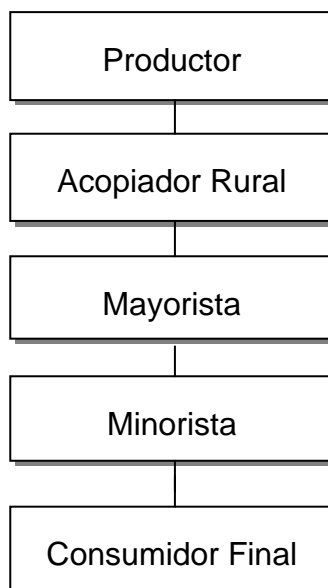 Productor
Acopiador Rural
Mayorista
Minorista
Consumidor Final